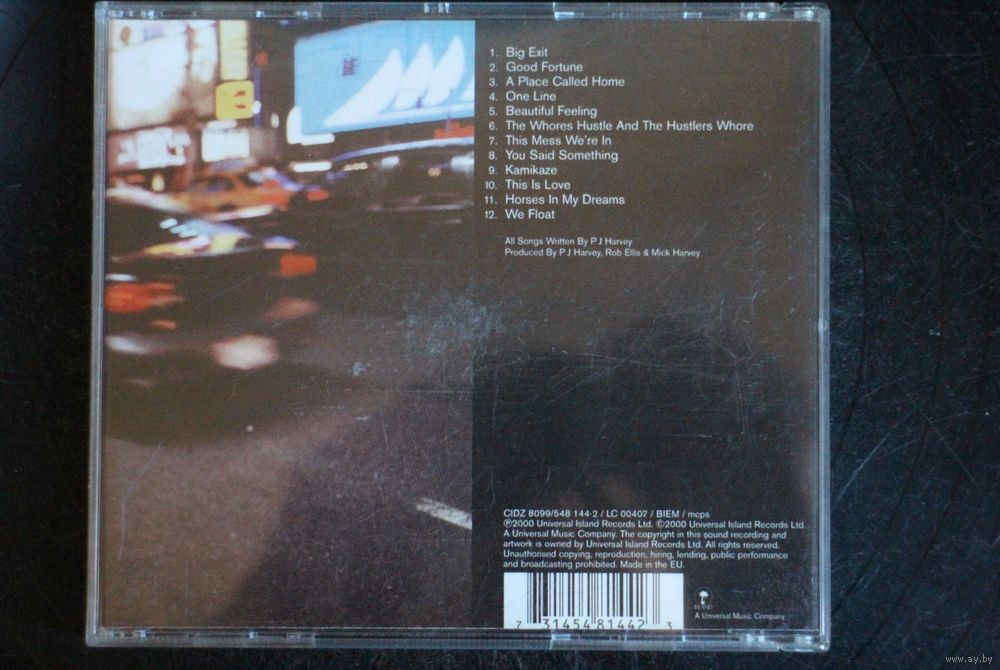 1. Big Exit
2. Good Fortune
3. A Place Called Home
4. One Line
5. Beautiful Feeling
6. The Whores Hustle And The Hustlers Whore
7. This Mess We're In
8. You Said Something
9. Kamikaze
10. This Is Love
11. Horses In My Dreams
12. We Float
All Songs Written By P J Harvey
Produced By P J Harvey, Rob Ellis & Mick Harvey
CIDZ 8099/548 144-2 / LC 00407 / BIEM / mcps
℗2000 Universal Island Records Ltd. ©2000 Universal Island Records Ltd.
A Universal Music Company. The copyright in this sound recording and
artwork is owned by Universal Island Records Ltd. All rights reserved.
Unauthorised copying, reproduction, hiring, lending, public performance
and broadcasting prohibited. Made in the EU.
7 31454 81442 3
ISLAND
A Universal Music Company
www.ay.by